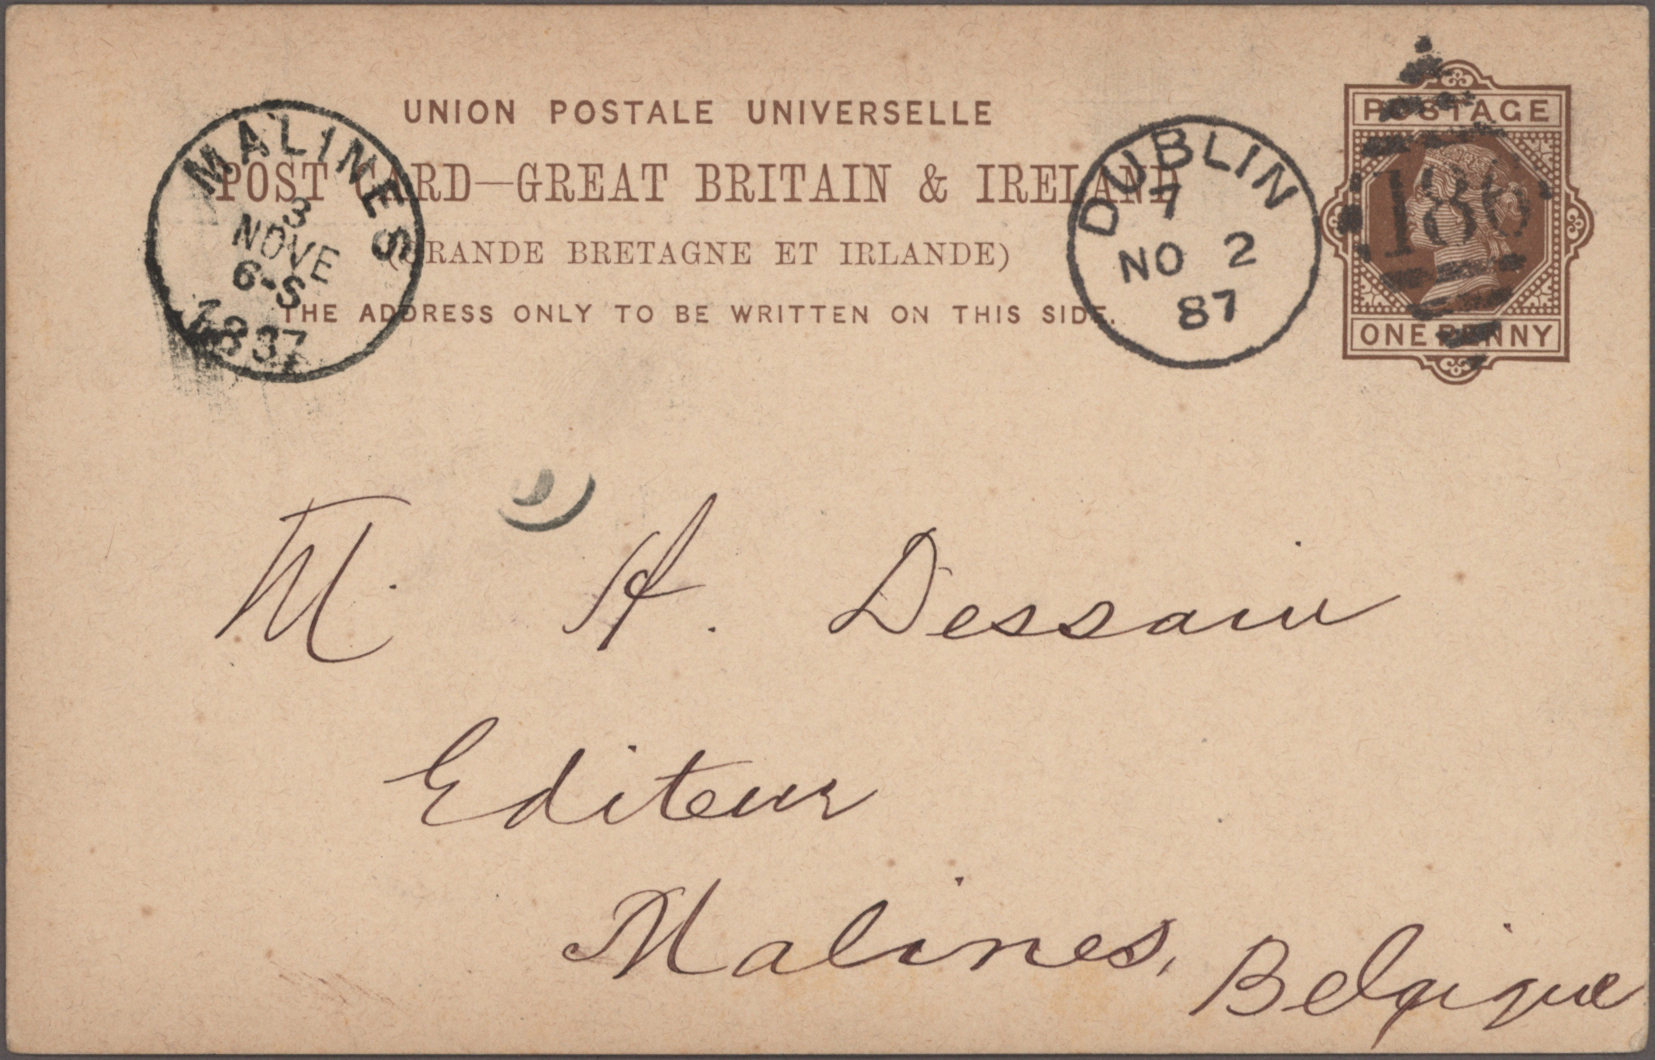 UNION POSTALE UNIVERSELLE
POST CARD—GREAT BRITAIN & IRELAND
(GRANDE BRETAGNE ET IRLANDE)
THE ADDRESS ONLY TO BE WRITTEN ON THIS SIDE.
MALINES
3
NOVE
6-S
1887
DUBLIN
7
NO 2
87
POSTAGE
186
ONE PENNY
M. H. Dessain
Editeur
Malines, Belgique